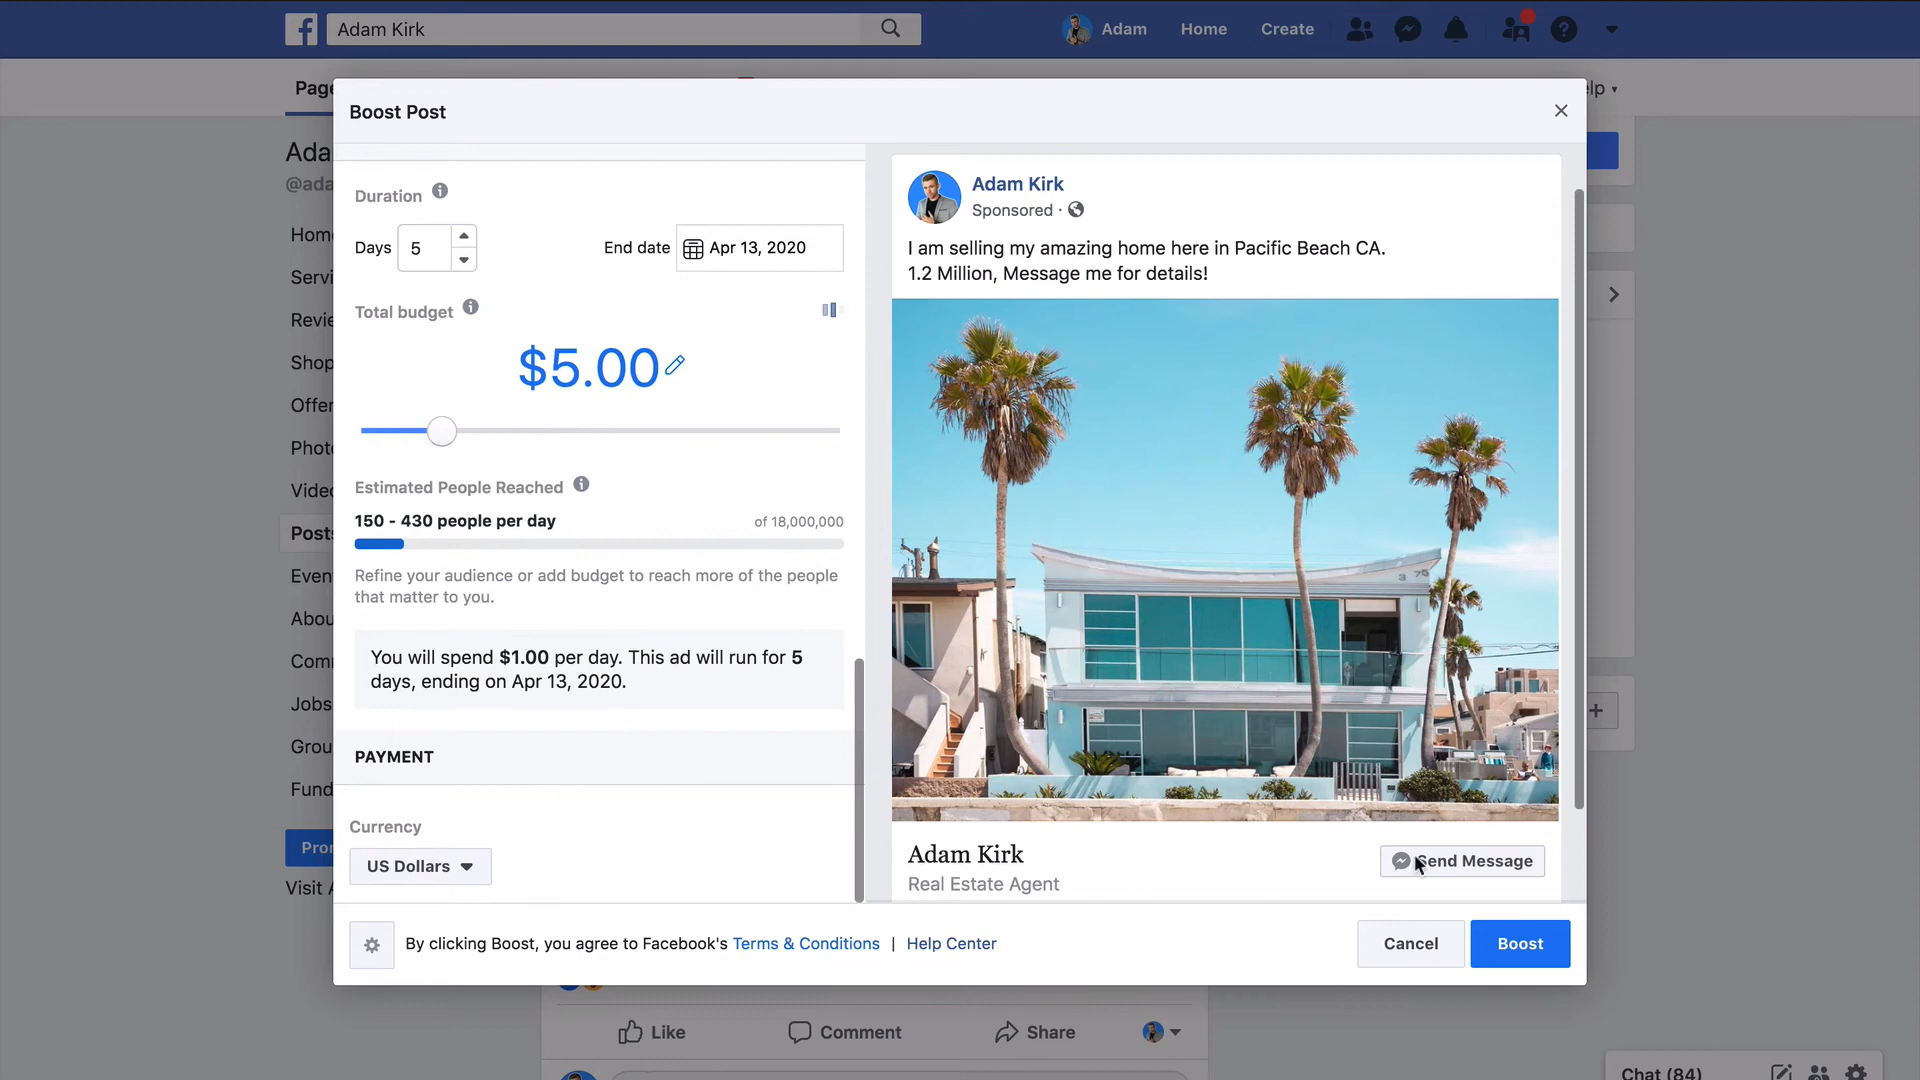 Adam Kirk
Adam
Home
Create
?
Boost Post
Duration
Days 5
End date Apr 13, 2020
Total budget
$5.00
Estimated People Reached
150 - 430 people per day
of 18,000,000
Refine your audience or add budget to reach more of the people
that matter to you.
You will spend $1.00 per day. This ad will run for 5
days, ending on Apr 13, 2020.
PAYMENT
Currency
US Dollars
Adam Kirk
Sponsored ·
I am selling my amazing home here in Pacific Beach CA.
1.2 Million, Message me for details!
Adam Kirk
Real Estate Agent
Send Message
By clicking Boost, you agree to Facebook's Terms & Conditions | Help Center
Cancel
Boost
Like
Comment
Share
Chat (84)